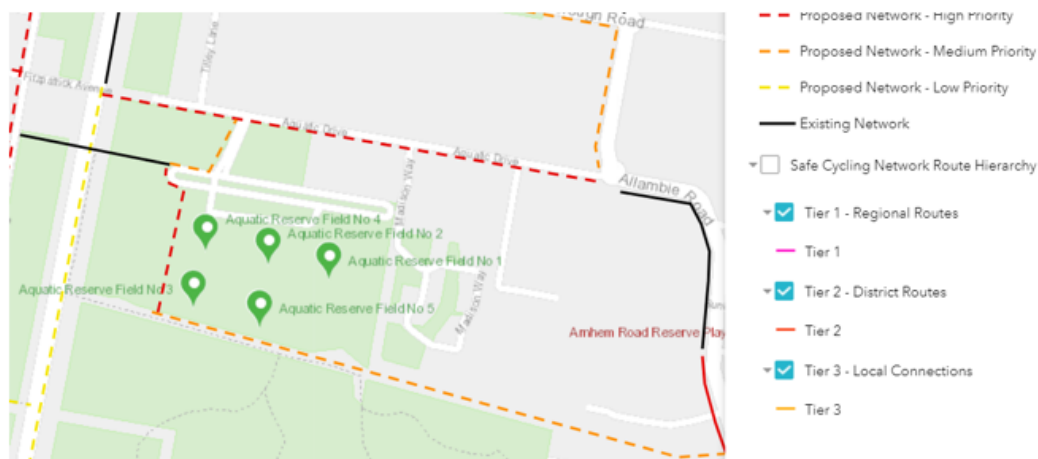 Proposed Network - High Priority
Proposed Network - Medium Priority
Proposed Network - Low Priority
Existing Network
Safe Cycling Network Route Hierarchy
Tier 1 - Regional Routes
Tier 1
Tier 2 - District Routes
Tier 2
Tier 3 - Local Connections
Tier 3
Road
Tilley Lane
Fitzpatrick Avenue
Aquatic Drive
Aquatic Drive
Allambie Road
Madison Way
Aquatic Reserve Field No 4
Aquatic Reserve Field No 2
Aquatic Reserve Field No 1
Aquatic Reserve Field No 3
Aquatic Reserve Field No 5
Madison Way
Arnhem Road Reserve Play